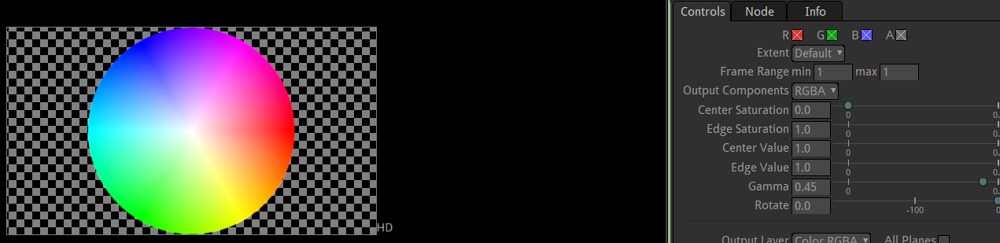 Controls Node Info
R G B A
Extent Default
Frame Range min 1 max 1
Output Components RGBA
Center Saturation 0.0
0 0.
Edge Saturation 1.0
0 0.
Center Value 1.0
0 0.
Edge Value 1.0
0 0.
Gamma 0.45
0 0.
Rotate 0.0
-100 0
HD
Output Layer Color RGBA All Planes